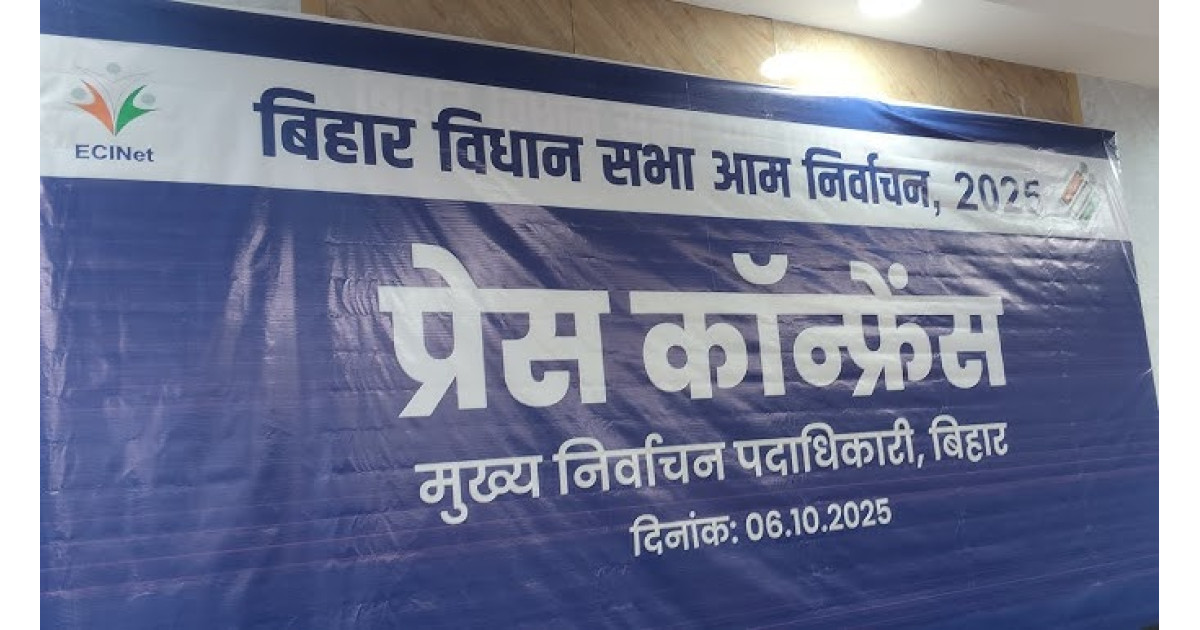 ECINet
बिहार विधान सभा आम निर्वाचन, 2025
प्रेस कॉन्फ्रेंस
मुख्य निर्वाचन पदाधिकारी, बिहार
दिनांक: 06.10.2025